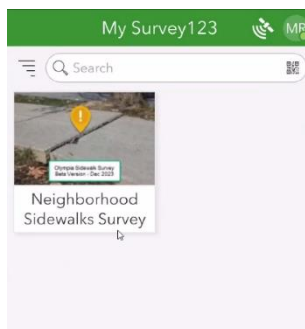 My Survey123
MR
Search
!
Olympia Sidewalk Survey
Beta Version - Dec 2023
Neighborhood
Sidewalks Survey